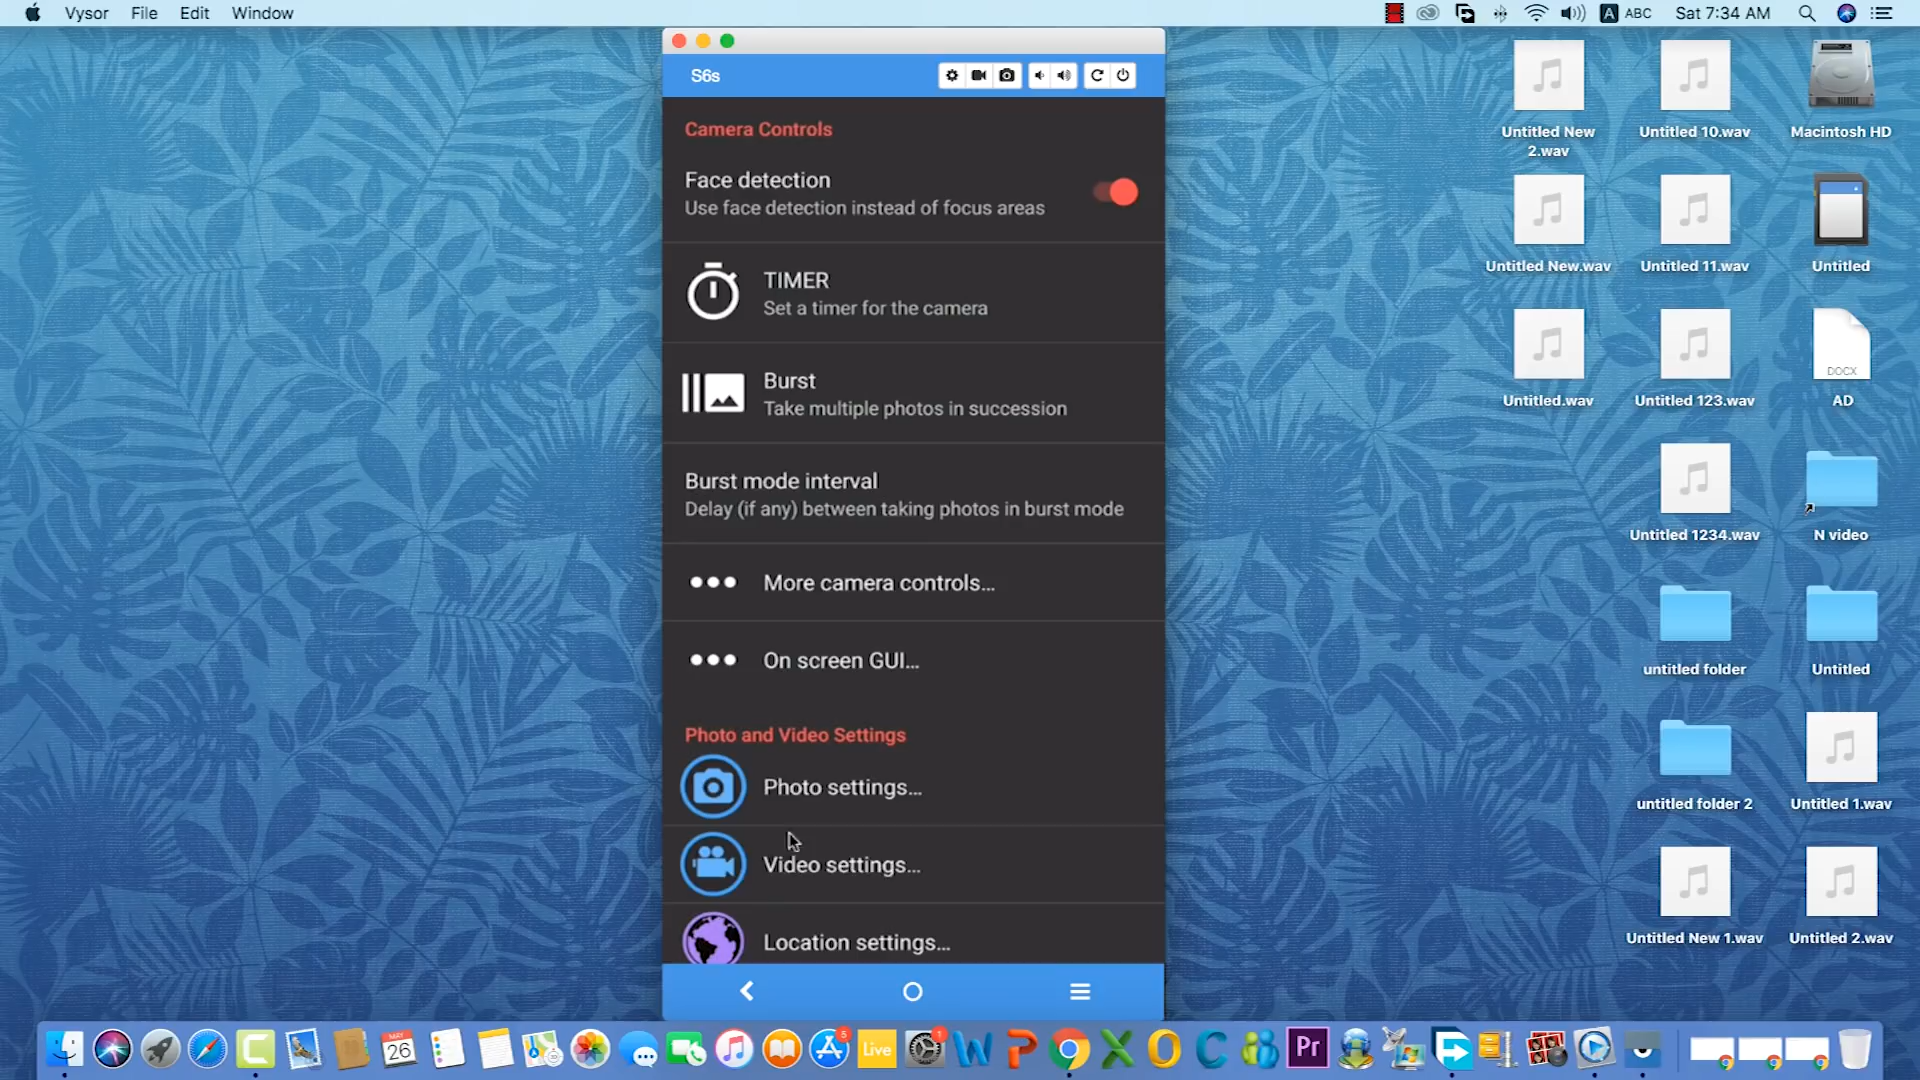 Vysor File Edit Window
A ABC Sat 7:34 AM
S6s
Camera Controls
Face detection
Use face detection instead of focus areas
TIMER
Set a timer for the camera
Burst
Take multiple photos in succession
Burst mode interval
Delay (if any) between taking photos in burst mode
More camera controls...
On screen GUI...
Photo and Video Settings
Photo settings...
Video settings...
Location settings...
Untitled New
2.wav
Untitled 10.wav
Macintosh HD
Untitled New.wav
Untitled 11.wav
Untitled
Untitled.wav
Untitled 123.wav
DOCX
AD
Untitled 1234.wav
N video
untitled folder
Untitled
untitled folder 2
Untitled 1.wav
Untitled New 1.wav
Untitled 2.wav
MAY
26
5
Live
1
Pr